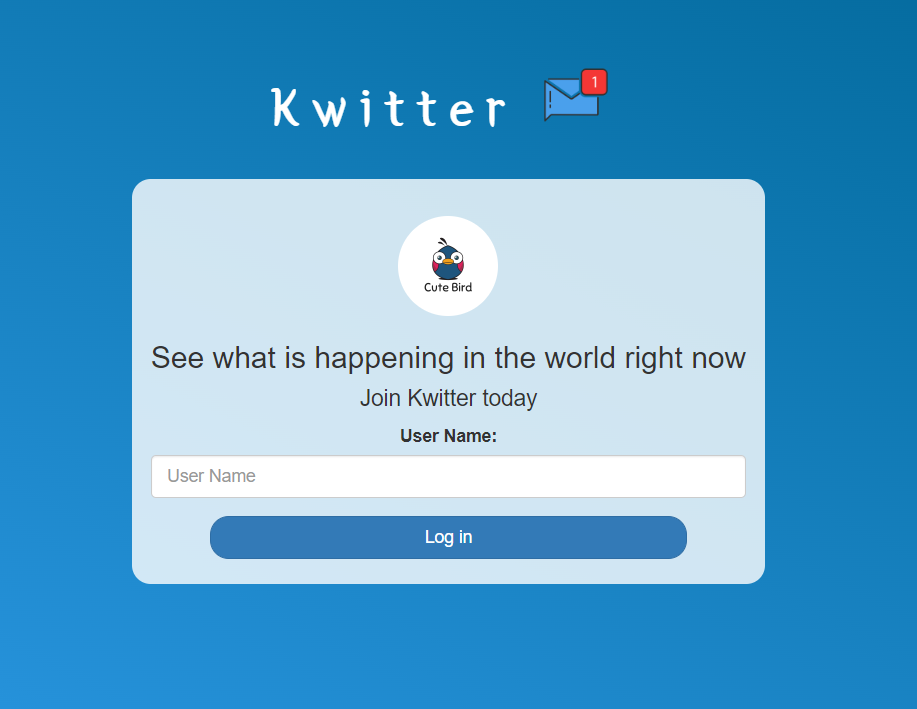 Kwitter
1
Cute Bird
See what is happening in the world right now
Join Kwitter today
User Name:
User Name
Log in